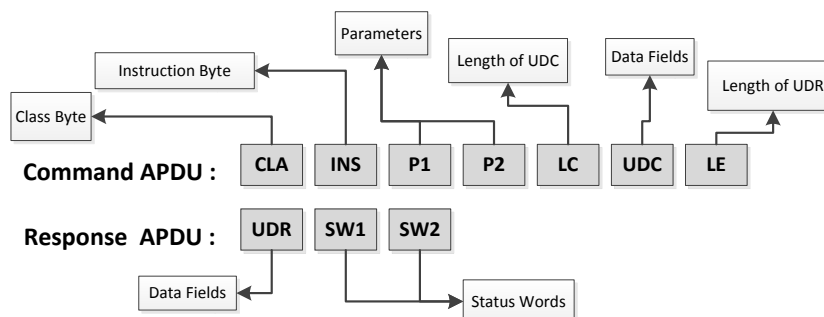 Parameters
Length of UDC
Data Fields
Instruction Byte
Length of UDR
Class Byte
Command APDU : CLA INS P1 P2 LC UDC LE
Response APDU : UDR SW1 SW2
Data Fields
Status Words